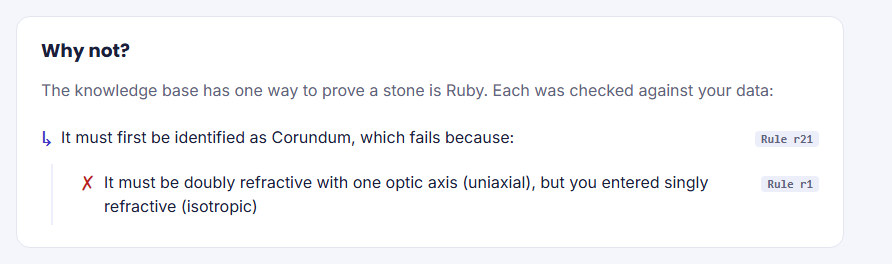 Why not?
The knowledge base has one way to prove a stone is Ruby. Each was checked against your data:
↳ It must first be identified as Corundum, which fails because: Rule r21
✗ It must be doubly refractive with one optic axis (uniaxial), but you entered singly Rule r1
refractive (isotropic)